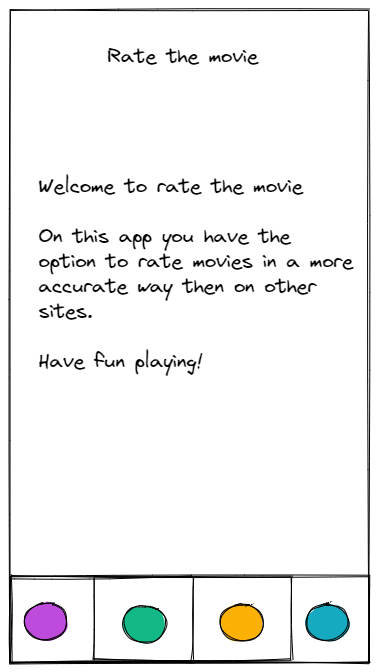 Rate the movie
Welcome to rate the movie
On this app you have the
option to rate movies in a more
accurate way then on other
sites.
Have fun playing!